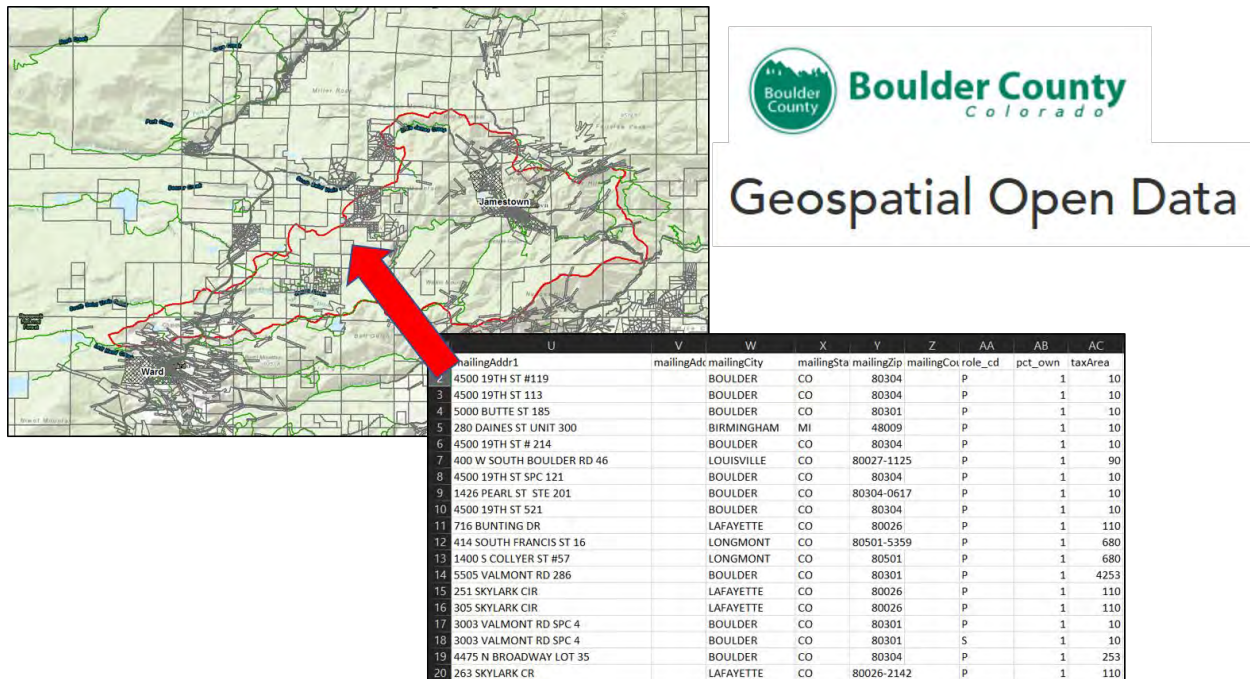 Jamestown
Ward
Boulder
County
Boulder County
Colorado
Geospatial Open Data
U V W X Y Z AA AB AC
mailingAddr1 mailingAdd mailingCity mailingSta mailingZip mailingCou role_cd pct_own taxArea
2 4500 19TH ST #119 BOULDER CO 80304 P 1 10
3 4500 19TH ST 113 BOULDER CO 80304 P 1 10
4 5000 BUTTE ST 185 BOULDER CO 80301 P 1 10
5 280 DAINES ST UNIT 300 BIRMINGHAM MI 48009 P 1 10
6 4500 19TH ST # 214 BOULDER CO 80304 P 1 10
7 400 W SOUTH BOULDER RD 46 LOUISVILLE CO 80027-1125 P 1 90
8 4500 19TH ST SPC 121 BOULDER CO 80304 P 1 10
9 1426 PEARL ST STE 201 BOULDER CO 80304-0617 P 1 10
10 4500 19TH ST 521 BOULDER CO 80304 P 1 10
11 716 BUNTING DR LAFAYETTE CO 80026 P 1 110
12 414 SOUTH FRANCIS ST 16 LONGMONT CO 80501-5359 P 1 680
13 1400 S COLLYER ST #57 LONGMONT CO 80501 P 1 680
14 5505 VALMONT RD 286 BOULDER CO 80301 P 1 4253
15 251 SKYLARK CIR LAFAYETTE CO 80026 P 1 110
16 305 SKYLARK CIR LAFAYETTE CO 80026 P 1 110
17 3003 VALMONT RD SPC 4 BOULDER CO 80301 P 1 10
18 3003 VALMONT RD SPC 4 BOULDER CO 80301 S 1 10
19 4475 N BROADWAY LOT 35 BOULDER CO 80304 P 1 253
20 263 SKYLARK CR LAFAYETTE CO 80026-2142 P 1 110